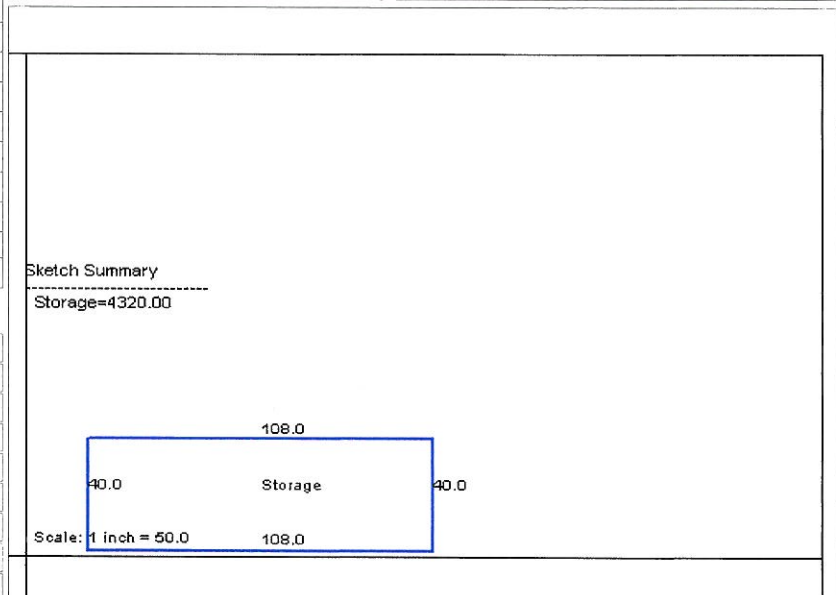 Sketch Summary
Storage=4320.00
108.0
40.0 Storage 40.0
Scale: 1 inch = 50.0 108.0